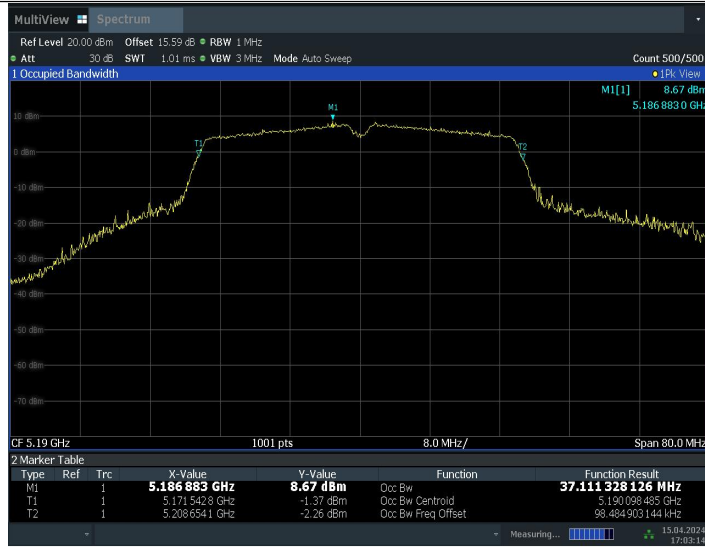 MultiView Spectrum
Ref Level 20.00 dBm Offset 15.59 dB RBW 1 MHz
Att 30 dB SWT 1.01 ms VBW 3 MHz Mode Auto Sweep Count 500/500
1 Occupied Bandwidth 1Pk View
M1[1] 8.67 dBm
5.186 883 0 GHz
M1
10 dBm
T1
T2
0 dBm
-10 dBm
-20 dBm
-30 dBm
-40 dBm
-50 dBm
-60 dBm
-70 dBm
CF 5.19 GHz 1001 pts 8.0 MHz/ Span 80.0 MHz
2 Marker Table
Type Ref Trc X-Value Y-Value Function Function Result
M1 1 5.186 883 GHz 8.67 dBm Occ Bw 37.111 328 126 MHz
T1 1 5.171 542 8 GHz -1.37 dBm Occ Bw Centroid 5.190 098 485 GHz
T2 1 5.208 654 1 GHz -2.26 dBm Occ Bw Freq Offset 98.484 903 144 kHz
Measuring... 15.04.2024
17:03:14